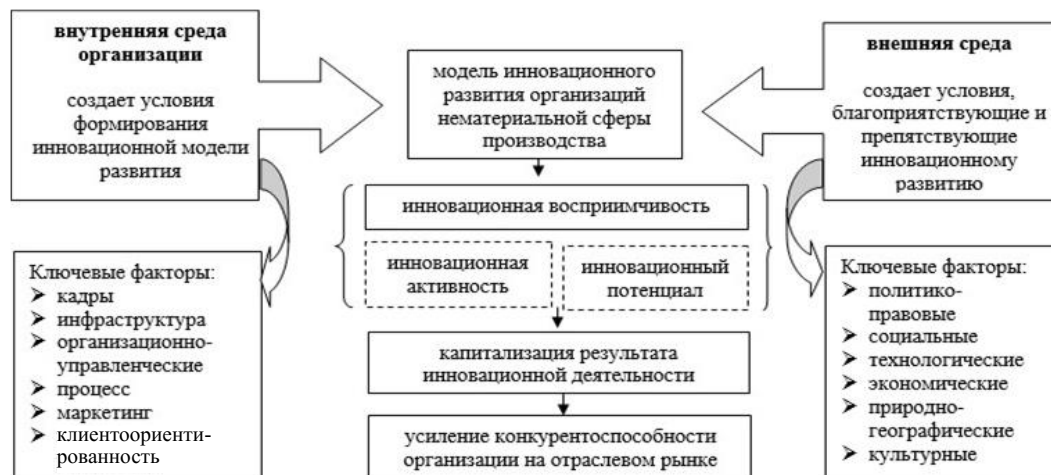 внутренняя среда
организации
создает условия
формирования
инновационной модели
развития
модель инновационного
развития организаций
нематериальной сферы
производства
внешняя среда
создает условия,
благоприятствующие и
препятствующие
инновационному
развитию
инновационная восприимчивость
инновационная
активность
инновационный
потенциал
капитализация результата
инновационной деятельности
усиление конкурентоспособности
организации на отраслевом рынке
Ключевые факторы:
➢ кадры
➢ инфраструктура
➢ организационно-
управленческие
➢ процесс
➢ маркетинг
➢ клиентоориенти-
рованность
Ключевые факторы:
➢ политико-
правовые
➢ социальные
➢ технологические
➢ экономические
➢ природно-
географические
➢ культурные